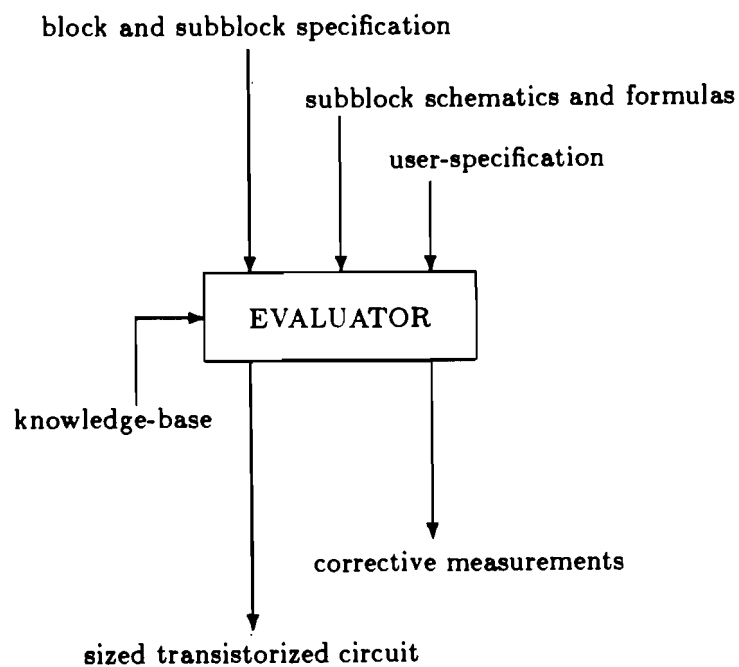 block and subblock specification
subblock schematics and formulas
user-specification
EVALUATOR
knowledge-base
corrective measurements
sized transistorized circuit